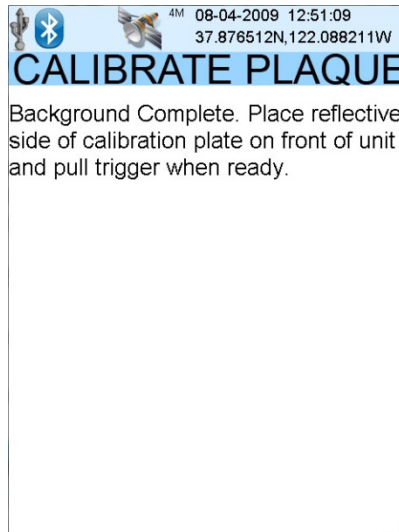 4M 08-04-2009 12:51:09
37.876512N,122.088211W
CALIBRATE PLAQUE
Background Complete. Place reflective
side of calibration plate on front of unit
and pull trigger when ready.